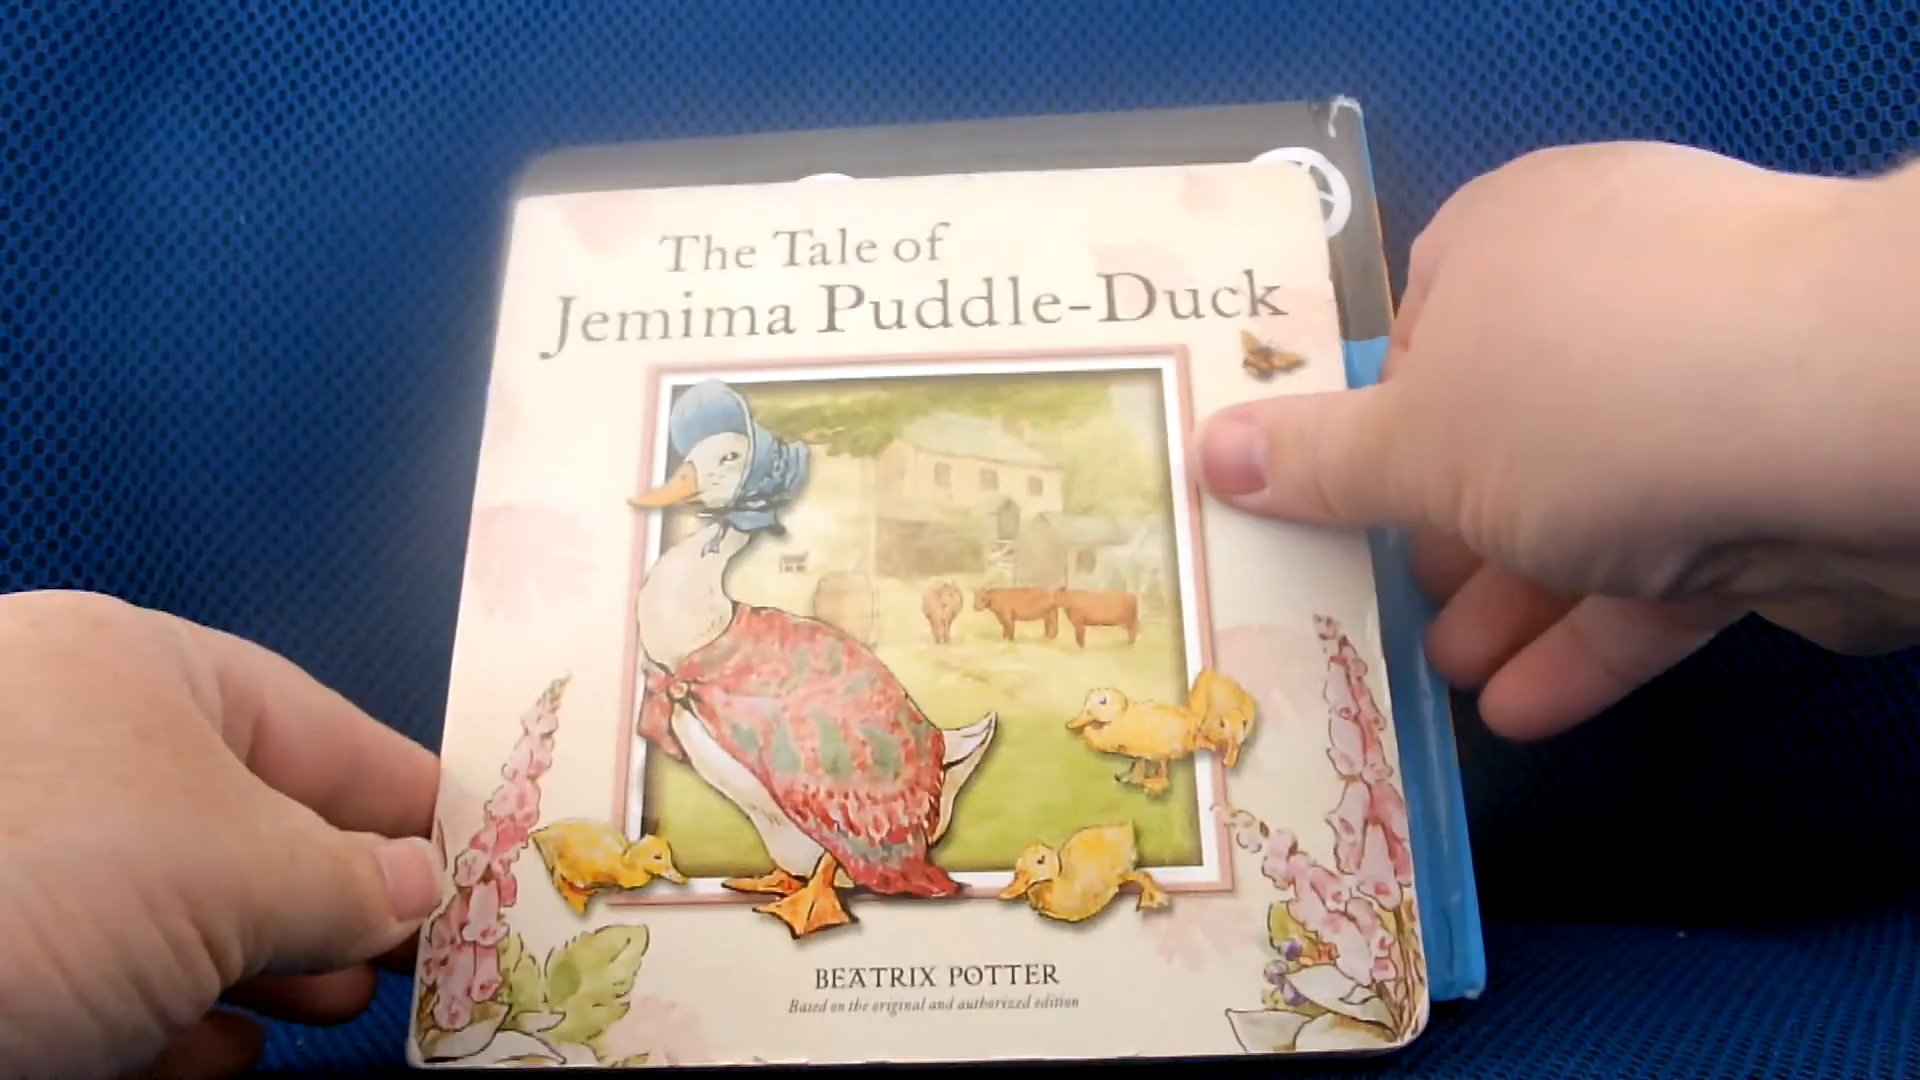 The Tale of
Jemima Puddle-Duck
BEATRIX POTTER
Based on the original and authorized edition